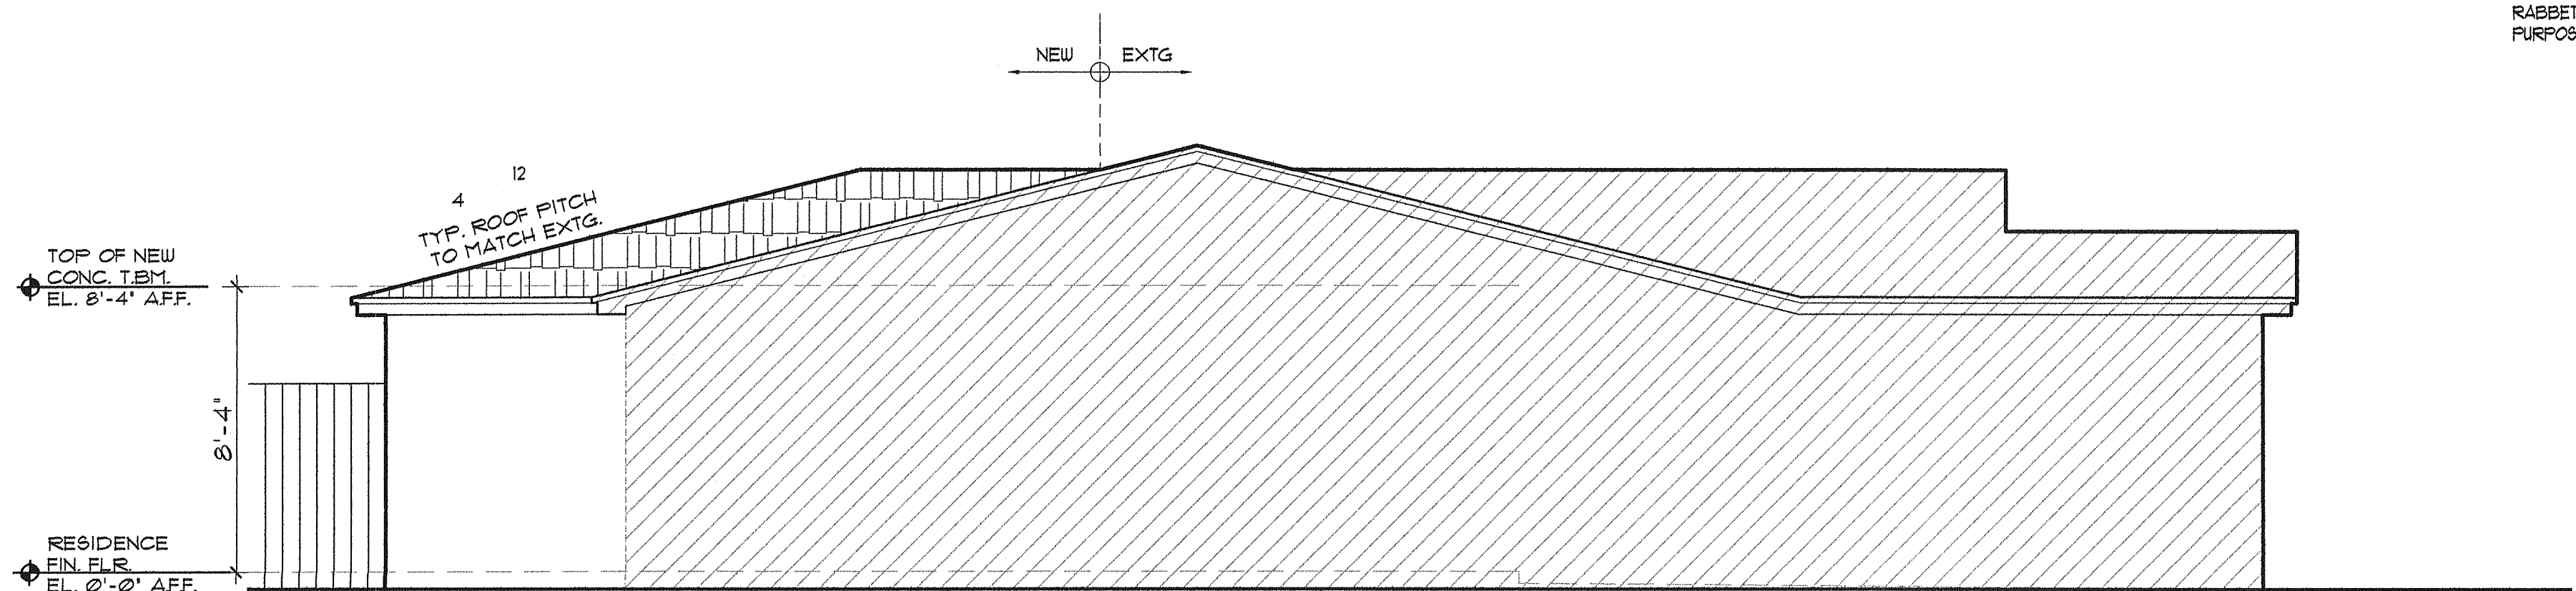 RABBET
PURPOS
NEW EXTG
12
4
TYP. ROOF PITCH
TO MATCH EXTG.
TOP OF NEW
CONC. T.BM.
EL. 8'-4" A.F.F.
8'-4"
RESIDENCE
FIN. FLR.
EL. 0'-0" A.F.F.